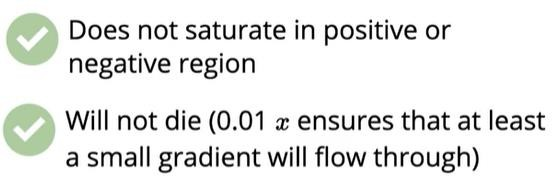 Does not saturate in positive or
negative region
Will not die (0.01 x ensures that at least
a small gradient will flow through)